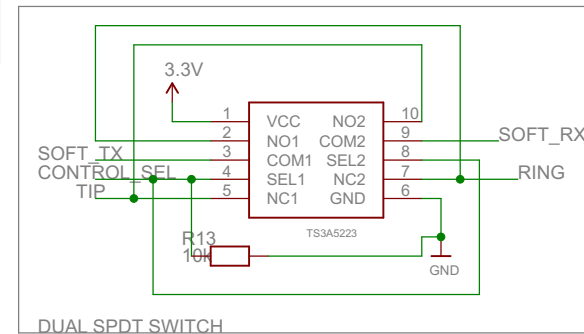 3.3V
1 VCC NO2 10
2 NO1 COM2 9 SOFT_RX
SOFT_TX 3 COM1 SEL2 8
CONTROL_SEL 4 SEL1 NC2 7 RING
TIP 5 NC1 GND 6
TS3A5223
R13
10k
GND
DUAL SPDT SWITCH